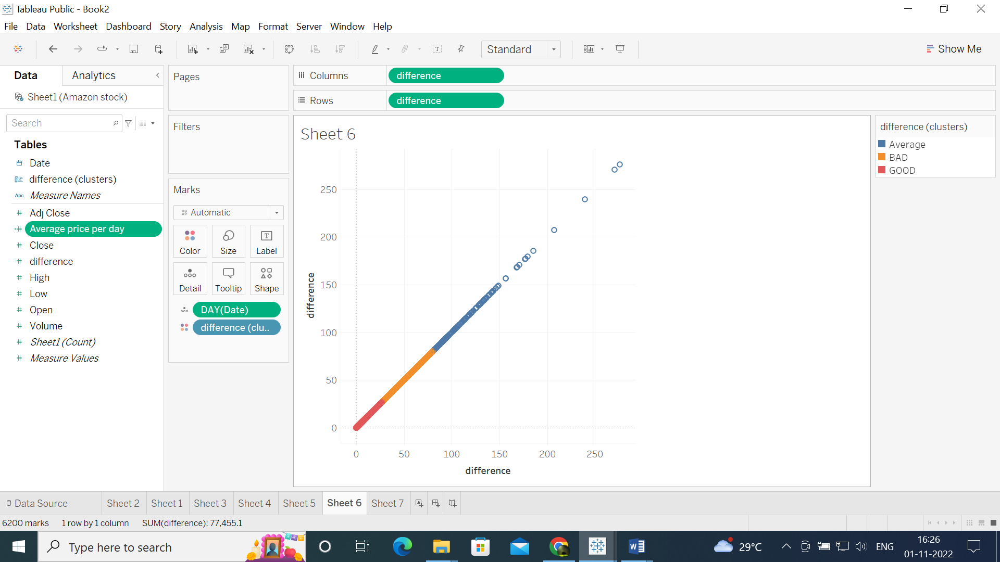 Tableau Public - Book2
File Data Worksheet Dashboard Story Analysis Map Format Server Window Help
Standard
Show Me
Data
Analytics
Sheet1 (Amazon stock)
Search
Tables
Date
difference (clusters)
Abc Measure Names
Adj Close
Average price per day
Close
difference
High
Low
Open
Volume
Sheet1 (Count)
Measure Values
Pages
Filters
Marks
Automatic
Color Size Label
Detail Tooltip Shape
DAY(Date)
difference (clu..
Columns difference
Rows difference
Sheet 6
250
200
150
100
50
0
difference
0 50 100 150 200 250
difference
difference (clusters)
Average
BAD
GOOD
Data Source Sheet 2 Sheet 1 Sheet 3 Sheet 4 Sheet 5 Sheet 6 Sheet 7
6200 marks 1 row by 1 column SUM(difference): 77,455.1
Type here to search
29°C
ENG
16:26
01-11-2022